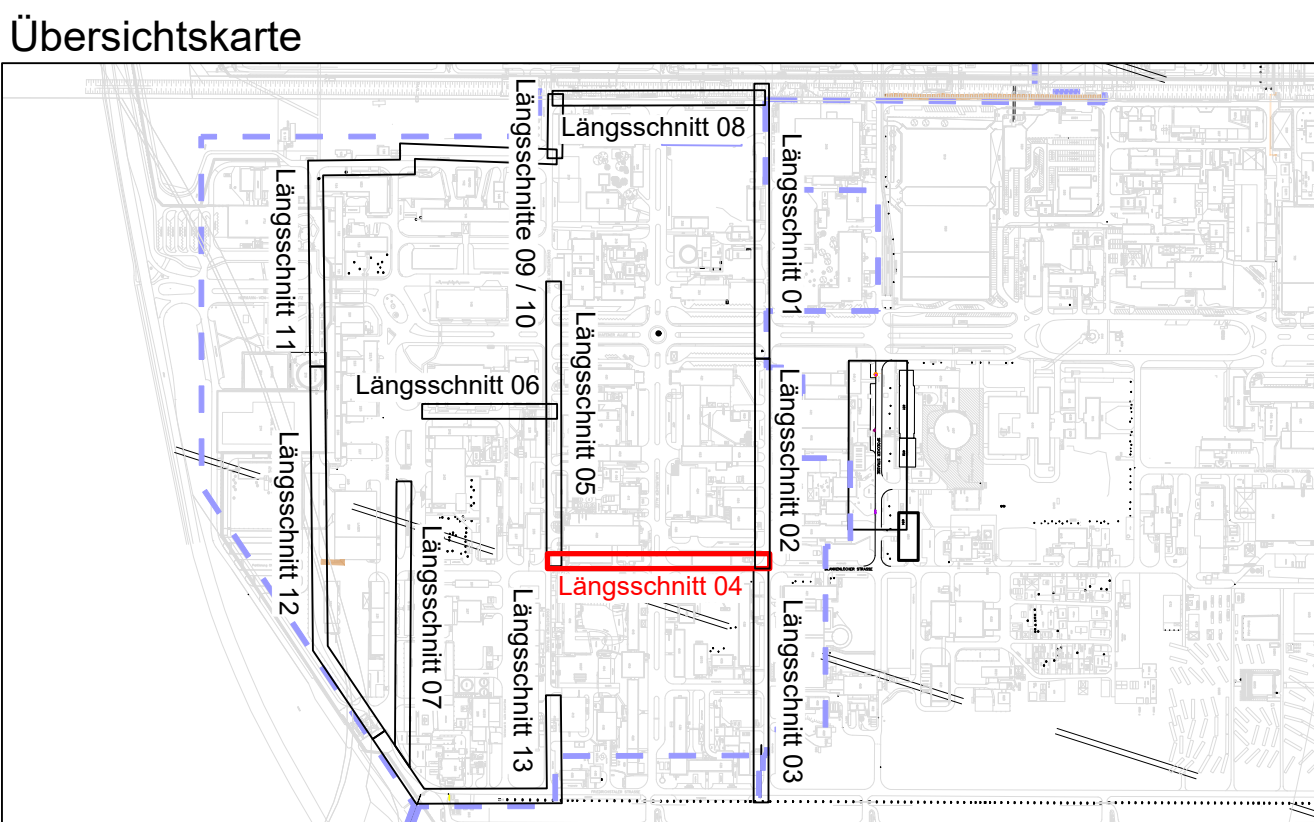 Übersichtskarte
Längsschnitt 08
Längsschnitte 09 / 10
Längsschnitt 01
Längsschnitt 11
Längsschnitt 05
Längsschnitt 06
Längsschnitt 02
Längsschnitt 12
Längsschnitt 07
Längsschnitt 04
Längsschnitt 13
Längsschnitt 03